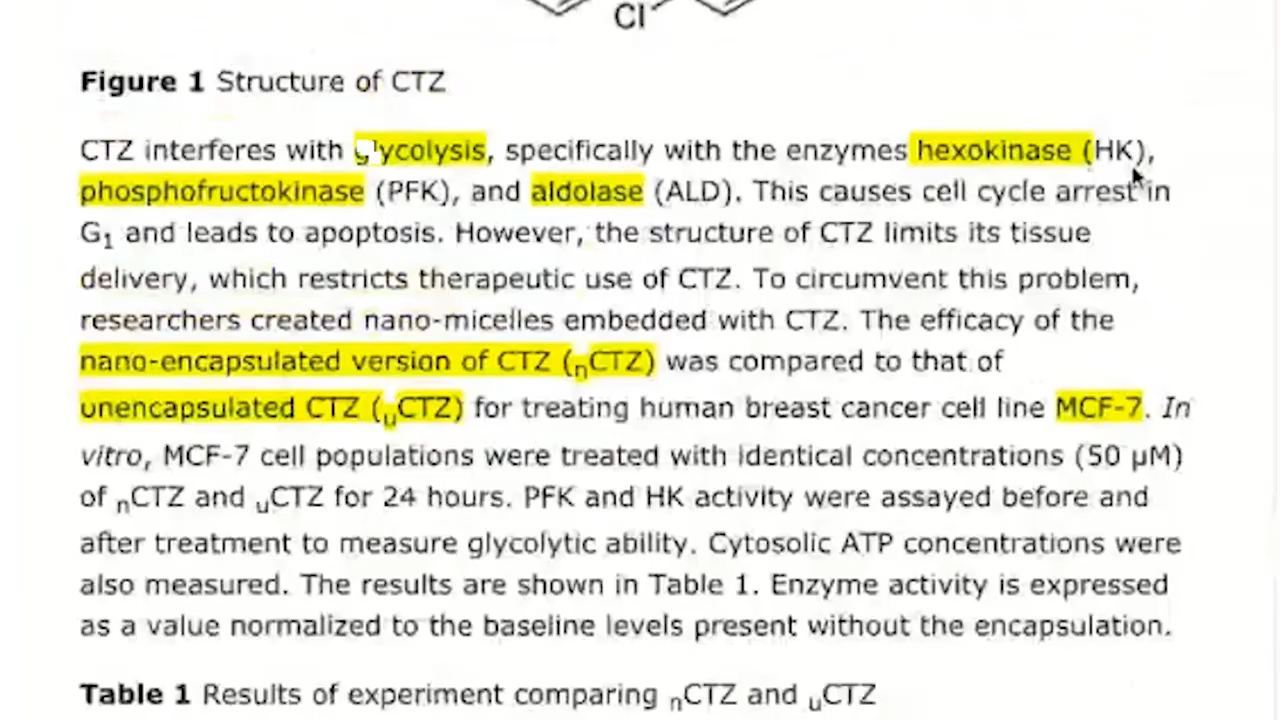 Cl
Figure 1 Structure of CTZ
CTZ interferes with glycolysis, specifically with the enzymes hexokinase (HK),
phosphofructokinase (PFK), and aldolase (ALD). This causes cell cycle arrest in
G₁ and leads to apoptosis. However, the structure of CTZ limits its tissue
delivery, which restricts therapeutic use of CTZ. To circumvent this problem,
researchers created nano-micelles embedded with CTZ. The efficacy of the
nano-encapsulated version of CTZ (ₙCTZ) was compared to that of
unencapsulated CTZ (ᵤCTZ) for treating human breast cancer cell line MCF-7. In
vitro, MCF-7 cell populations were treated with identical concentrations (50 µM)
of ₙCTZ and ᵤCTZ for 24 hours. PFK and HK activity were assayed before and
after treatment to measure glycolytic ability. Cytosolic ATP concentrations were
also measured. The results are shown in Table 1. Enzyme activity is expressed
as a value normalized to the baseline levels present without the encapsulation.
Table 1 Results of experiment comparing ₙCTZ and ᵤCTZ